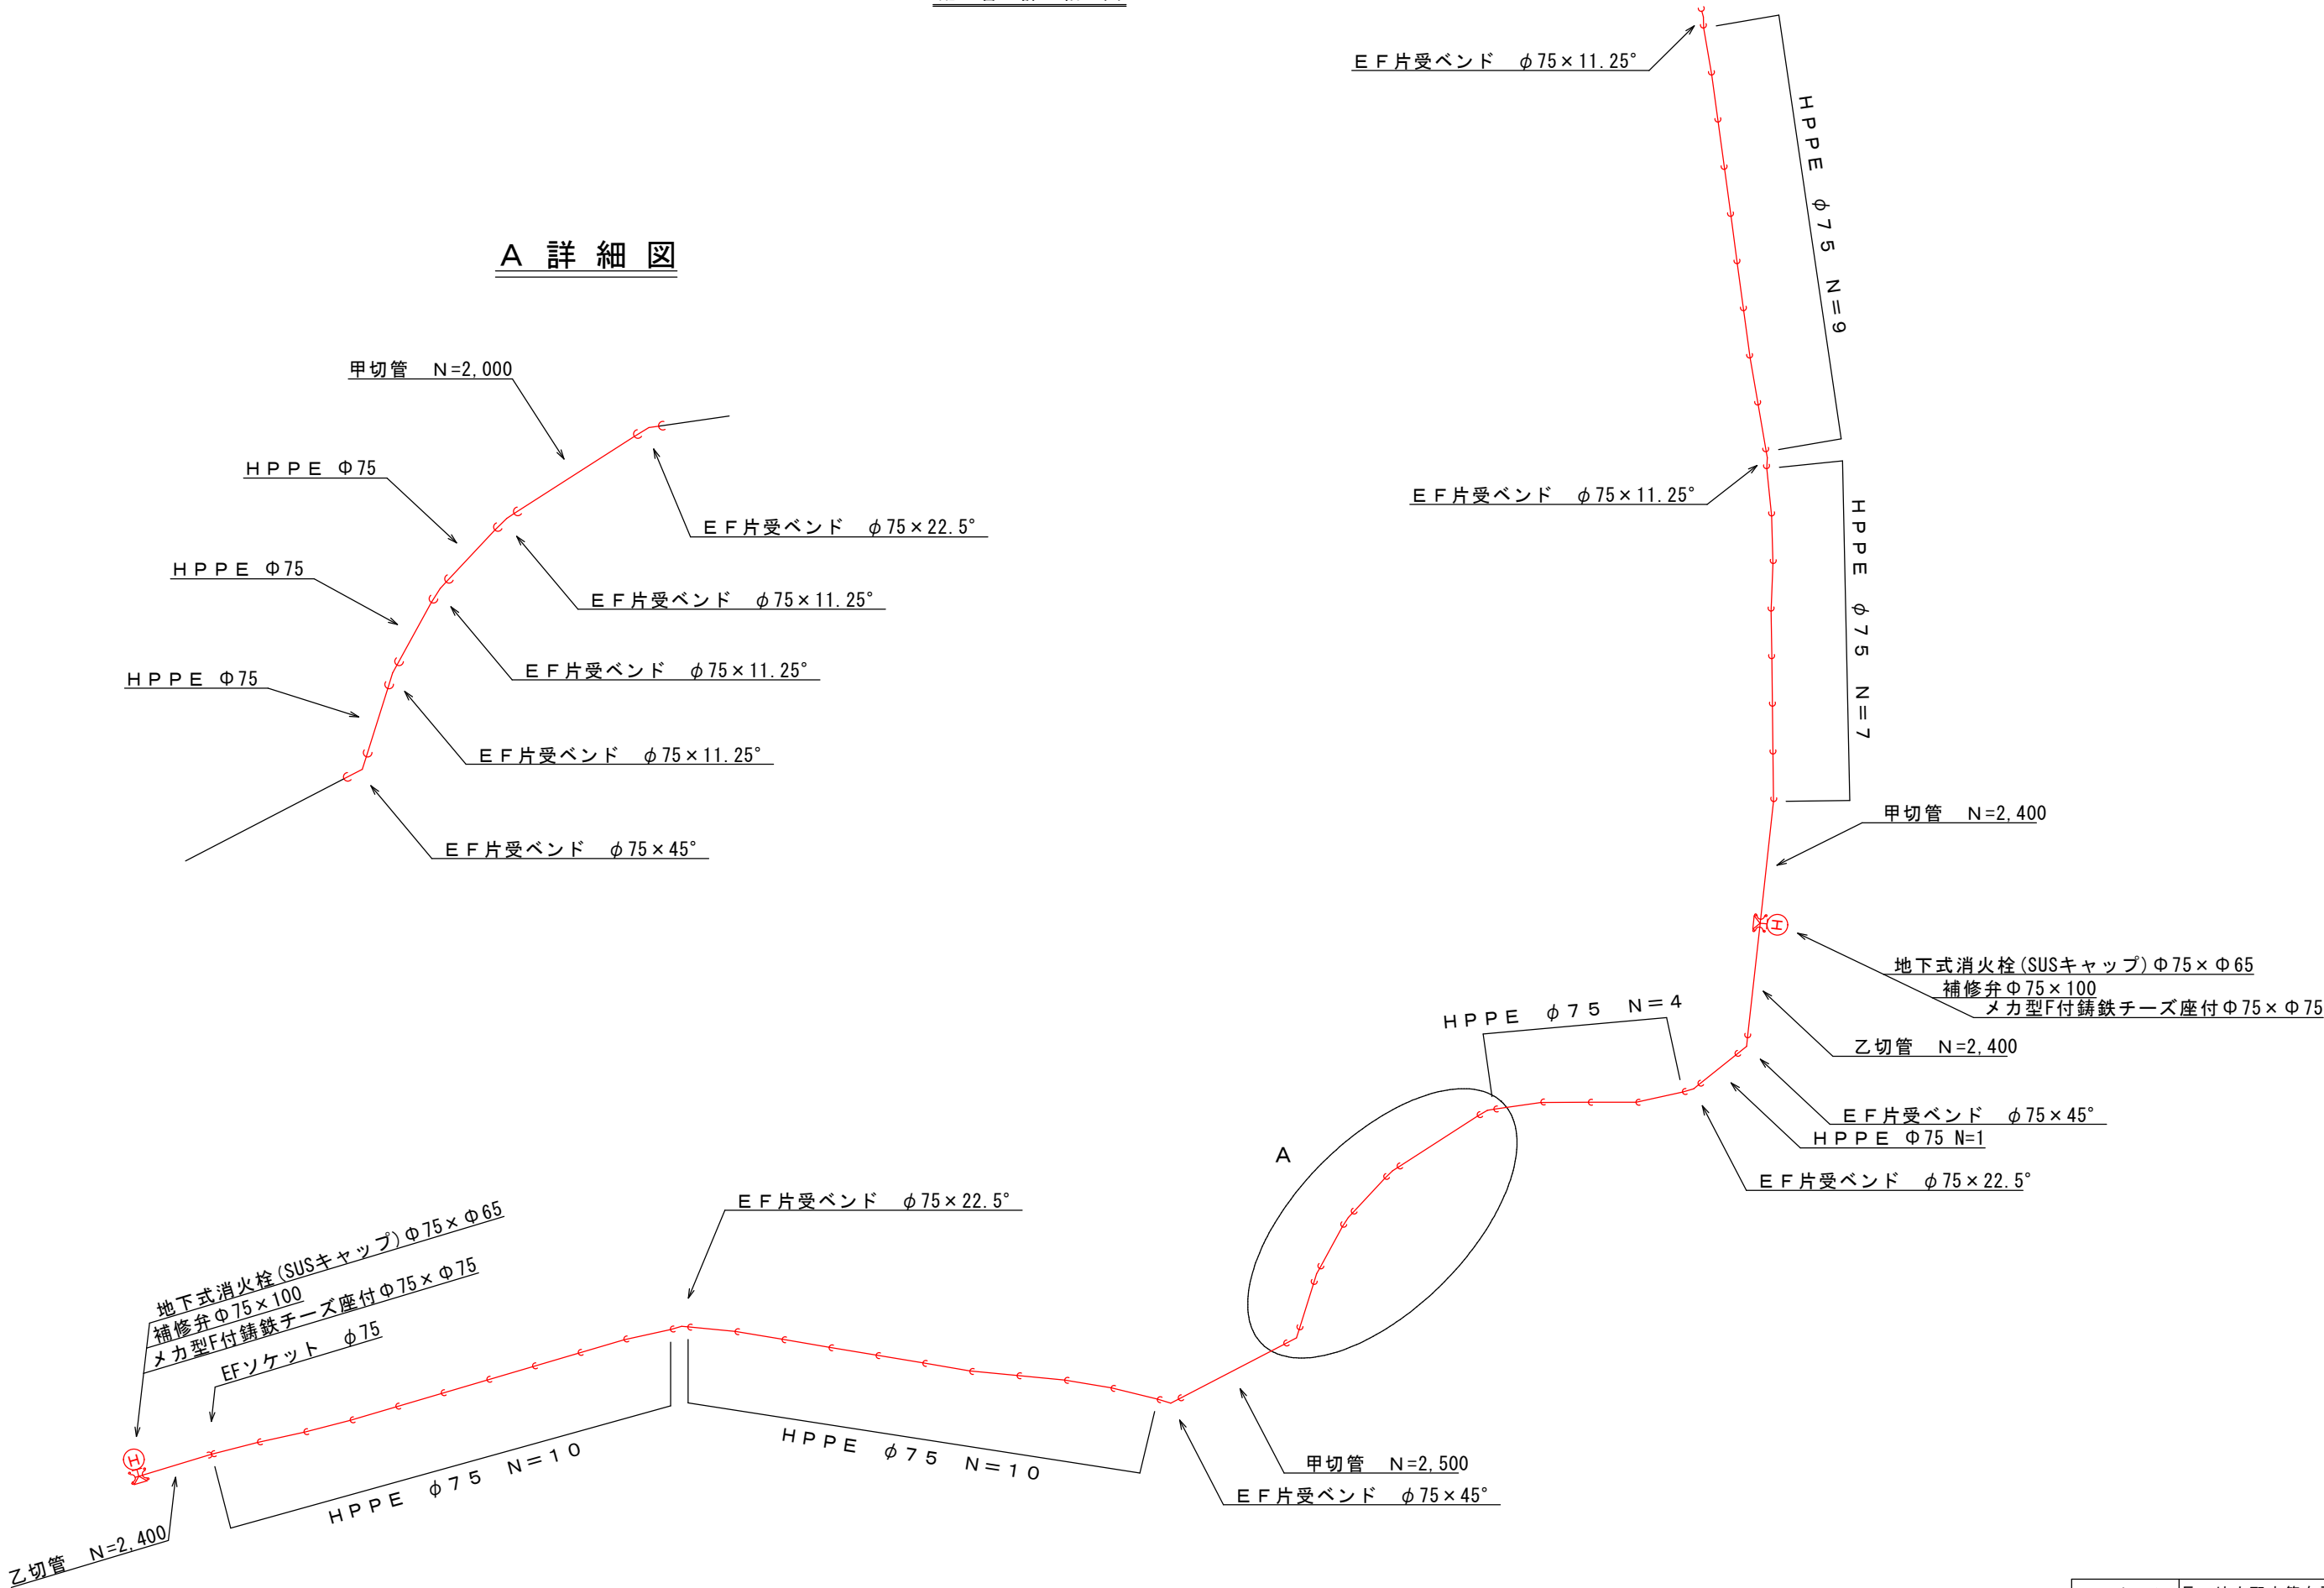 EF片受ベンド φ75×11.25°
HPPE φ75 N=9
A 詳細図
甲切管 N=2,000
HPPE Φ75
EF片受ベンド φ75×22.5°
HPPE Φ75
EF片受ベンド φ75×11.25°
HPPE Φ75
EF片受ベンド φ75×11.25°
EF片受ベンド φ75×11.25°
EF片受ベンド φ75×45°
EF片受ベンド φ75×11.25°
HPPE φ75 N=7
甲切管 N=2,400
H
地下式消火栓(SUSキャップ)Φ75×Φ65
補修弁Φ75×100
メカ型F付鋳鉄チーズ座付Φ75×Φ75
乙切管 N=2,400
HPPE φ75 N=4
EF片受ベンド φ75×45°
HPPE Φ75 N=1
EF片受ベンド φ75×22.5°
A
EF片受ベンド φ75×22.5°
地下式消火栓(SUSキャップ)Φ75×Φ65
補修弁Φ75×100
メカ型F付鋳鉄チーズ座付Φ75×Φ75
EFソケット φ75
H
HPPE φ75 N=10
HPPE φ75 N=10
甲切管 N=2,500
EF片受ベンド φ75×45°
乙切管 N=2,400